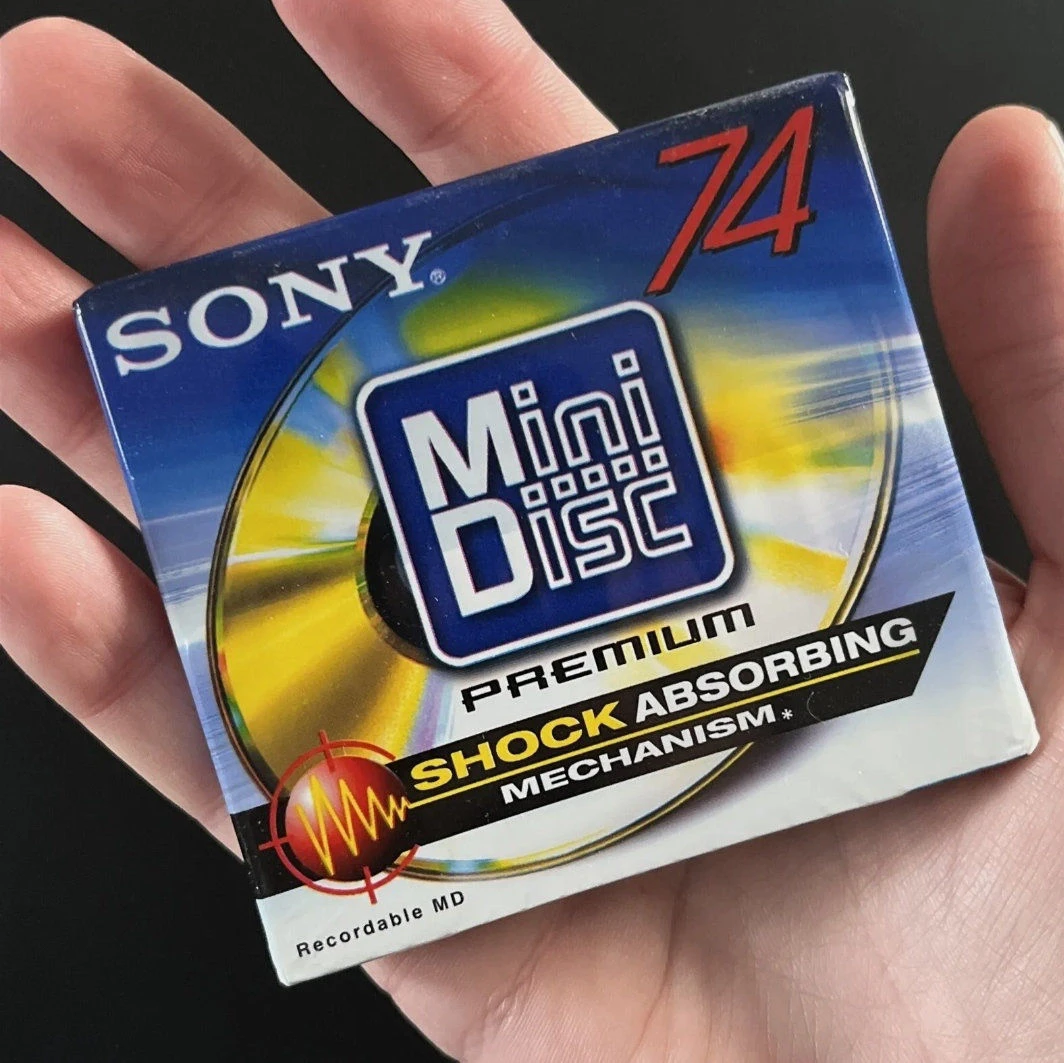 SONY®
74
Mini
Disc
PREMIUM
SHOCK ABSORBING
MECHANISM*
Recordable MD